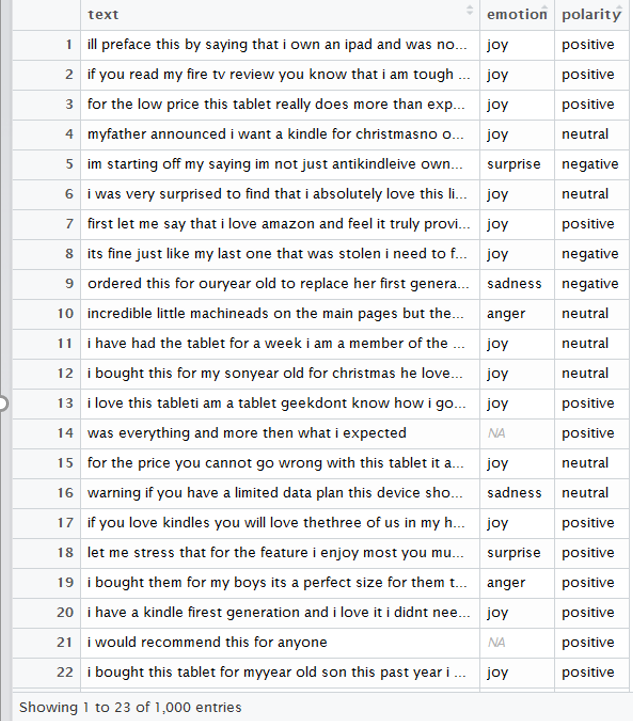 text emotion polarity
1 ill preface this by saying that i own an ipad and was no... joy positive
2 if you read my fire tv review you know that i am tough ... joy positive
3 for the low price this tablet really does more than exp... joy positive
4 myfather announced i want a kindle for christmasno o... joy neutral
5 im starting off my saying im not just antikindleive own... surprise negative
6 i was very surprised to find that i absolutely love this li... joy neutral
7 first let me say that i love amazon and feel it truly provi... joy positive
8 its fine just like my last one that was stolen i need to f... joy negative
9 ordered this for ouryear old to replace her first genera... sadness negative
10 incredible little machineads on the main pages but the... anger neutral
11 i have had the tablet for a week i am a member of the ... joy neutral
12 i bought this for my sonyear old for christmas he love... joy neutral
13 i love this tableti am a tablet geekdont know how i go... joy positive
14 was everything and more then what i expected NA positive
15 for the price you cannot go wrong with this tablet it a... joy neutral
16 warning if you have a limited data plan this device sho... sadness neutral
17 if you love kindles you will love thethree of us in my h... joy positive
18 let me stress that for the feature i enjoy most you mu... surprise positive
19 i bought them for my boys its a perfect size for them t... anger positive
20 i have a kindle firest generation and i love it i didnt nee... joy positive
21 i would recommend this for anyone NA positive
22 i bought this tablet for myyear old son this past year i ... joy positive
Showing 1 to 23 of 1,000 entries